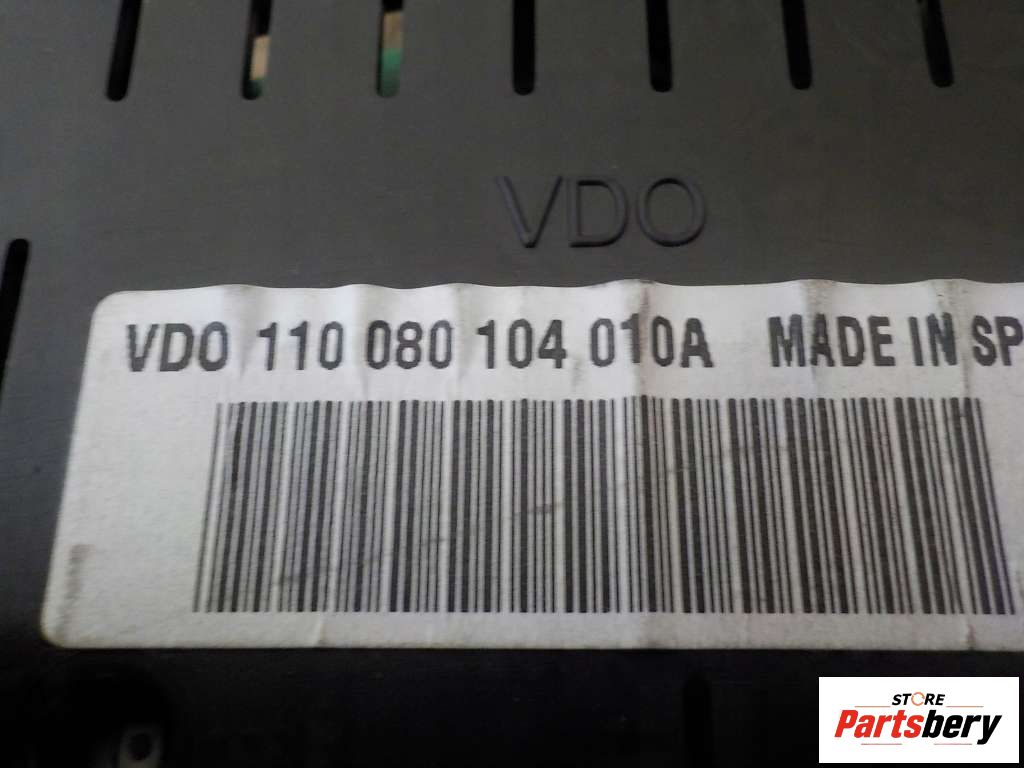 VDO
VDO 110 080 104 010A MADE IN SP
STORE
Partsbery